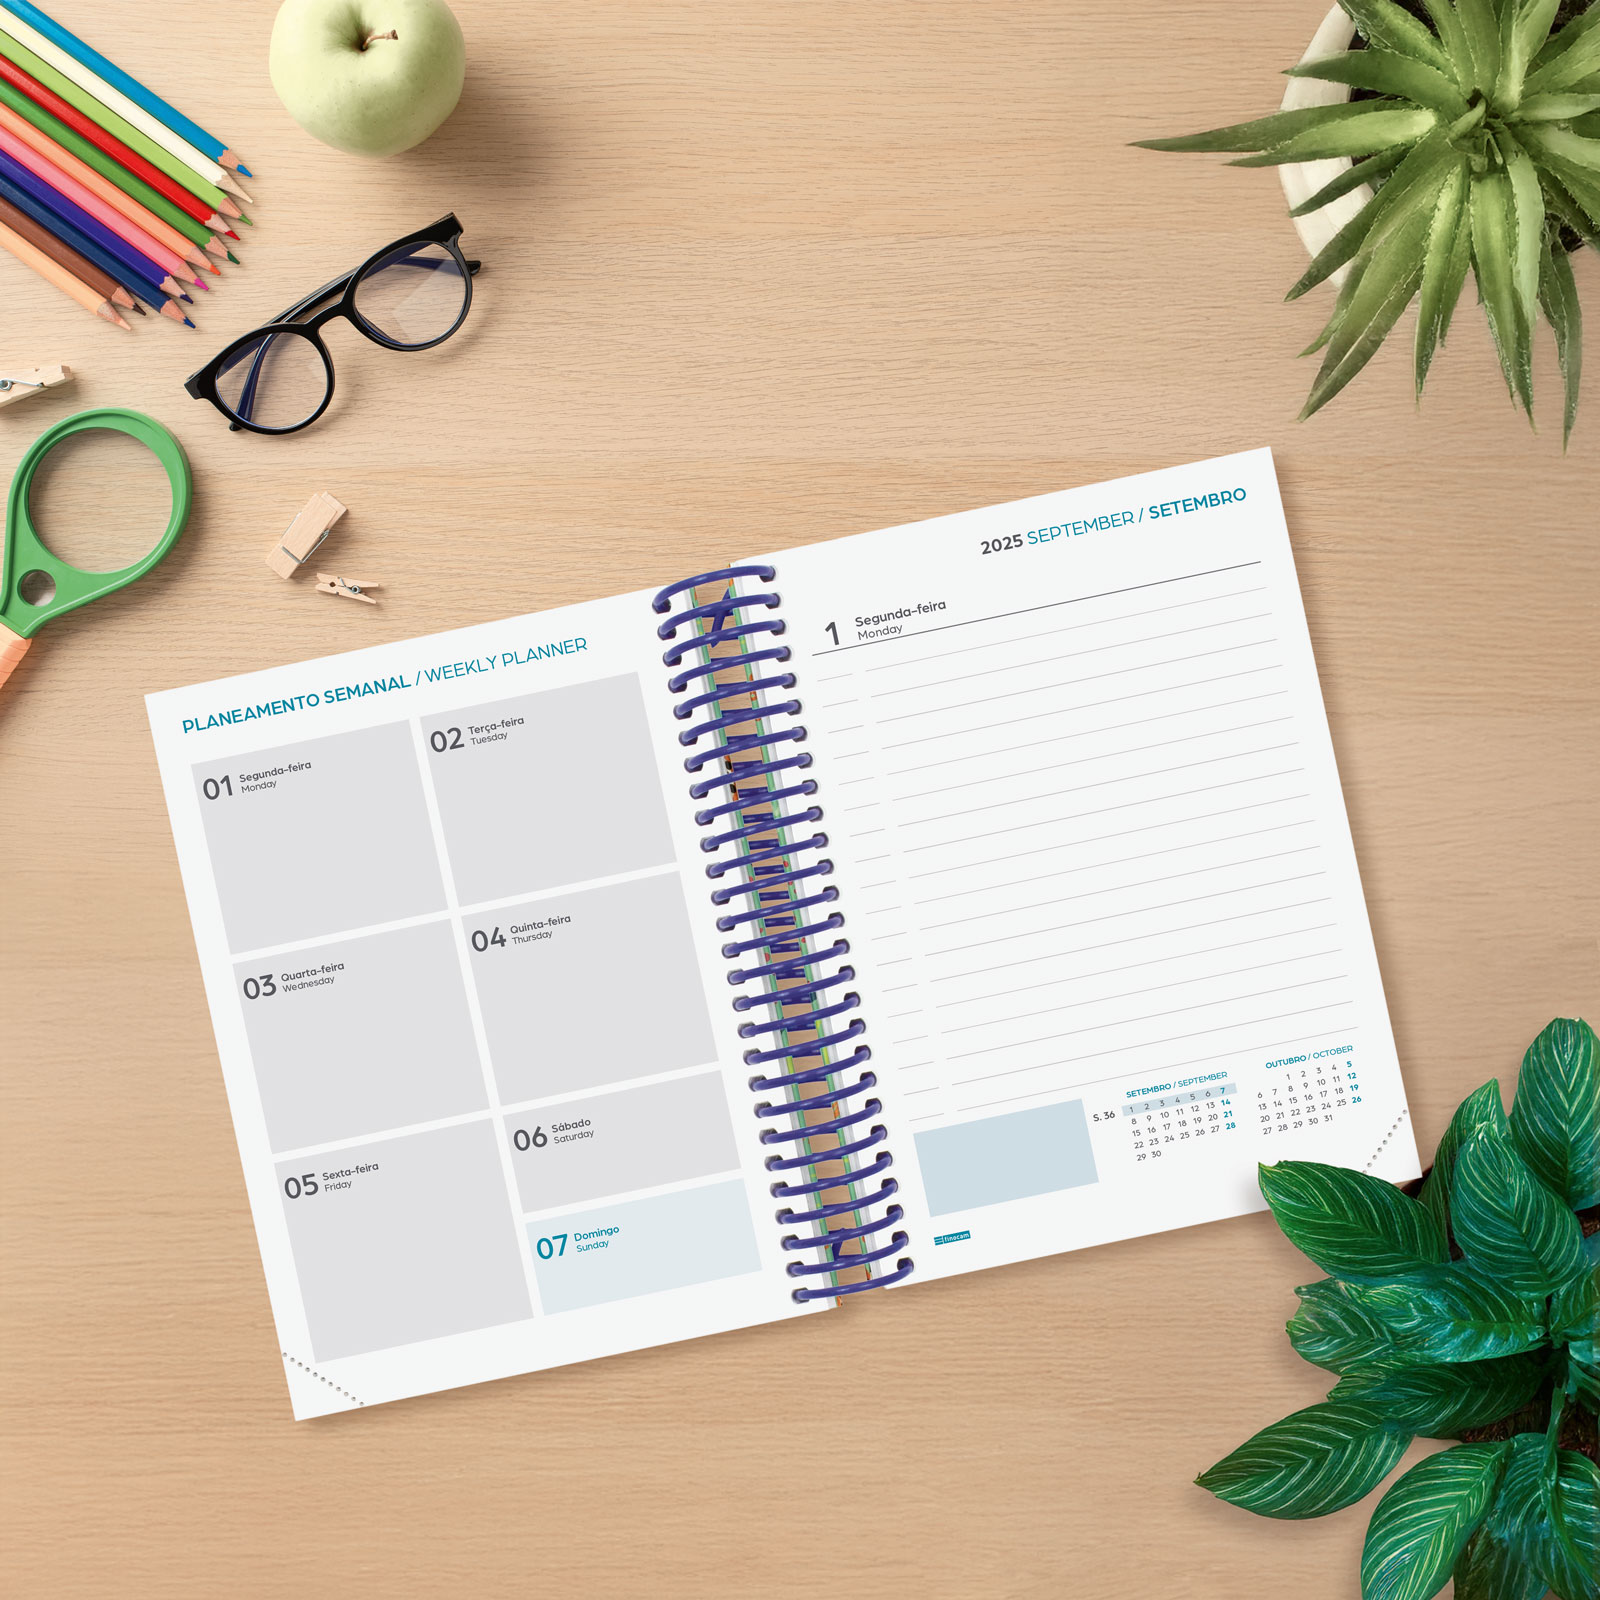 PLANEAMENTO SEMANAL / WEEKLY PLANNER
01 Segunda-feira
Monday
02 Terça-feira
Tuesday
03 Quarta-feira
Wednesday
04 Quinta-feira
Thursday
05 Sexta-feira
Friday
06 Sábado
Saturday
07 Domingo
Sunday
2025 SEPTEMBER / SETEMBRO
1 Segunda-feira
Monday
S. 36
SETEMBRO / SEPTEMBER
1 2 3 4 5 6 7
8 9 10 11 12 13 14
15 16 17 18 19 20 21
22 23 24 25 26 27 28
29 30
OUTUBRO / OCTOBER
1 2 3 4 5
6 7 8 9 10 11 12
13 14 15 16 17 18 19
20 21 22 23 24 25 26
27 28 29 30 31
finocam